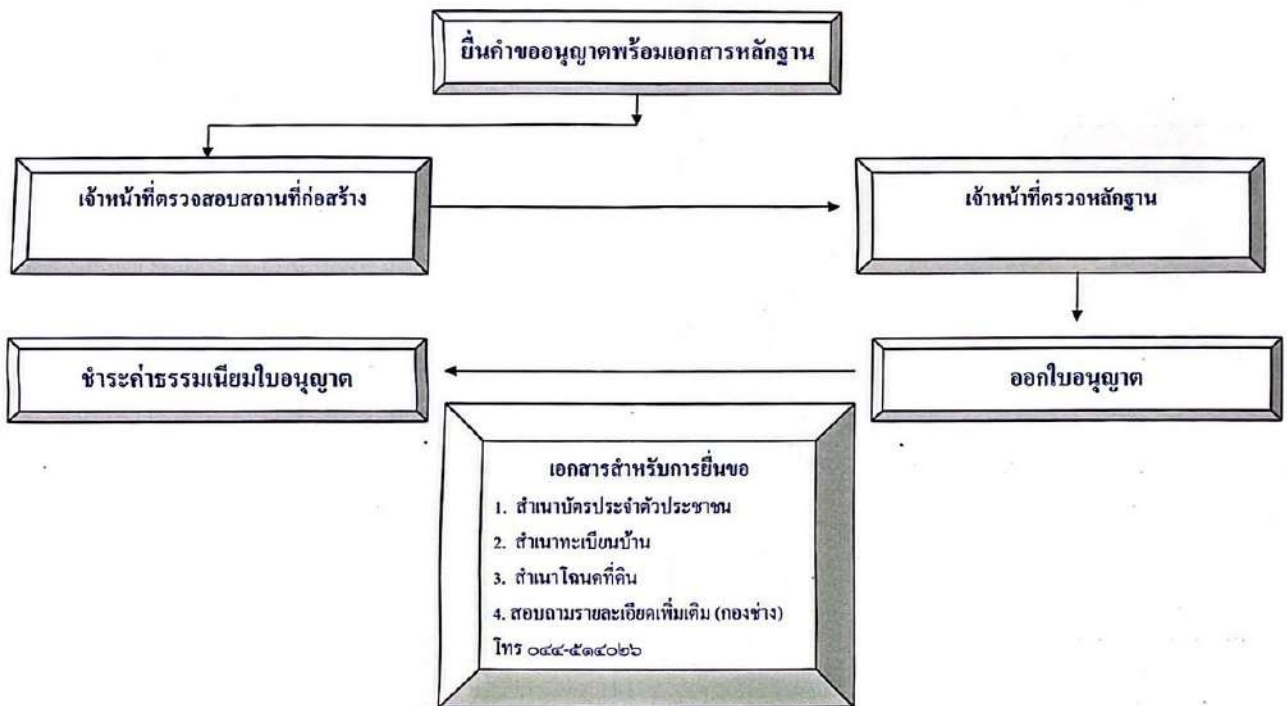 ยื่นคำขออนุญาตพร้อมเอกสารหลักฐาน
เจ้าหน้าที่ตรวจสอบสถานที่ก่อสร้าง
เจ้าหน้าที่ตรวจหลักฐาน
ออกใบอนุญาต
ชำระค่าธรรมเนียมใบอนุญาต
เอกสารสำหรับการยื่นขอ
1. สำเนาบัตรประจำตัวประชาชน
2. สำเนาทะเบียนบ้าน
3. สำเนาโฉนดที่ดิน
4. สอบถามรายละเอียดเพิ่มเติม (กองช่าง)
โทร ๐๔๔-๕๑๔๐๒๖